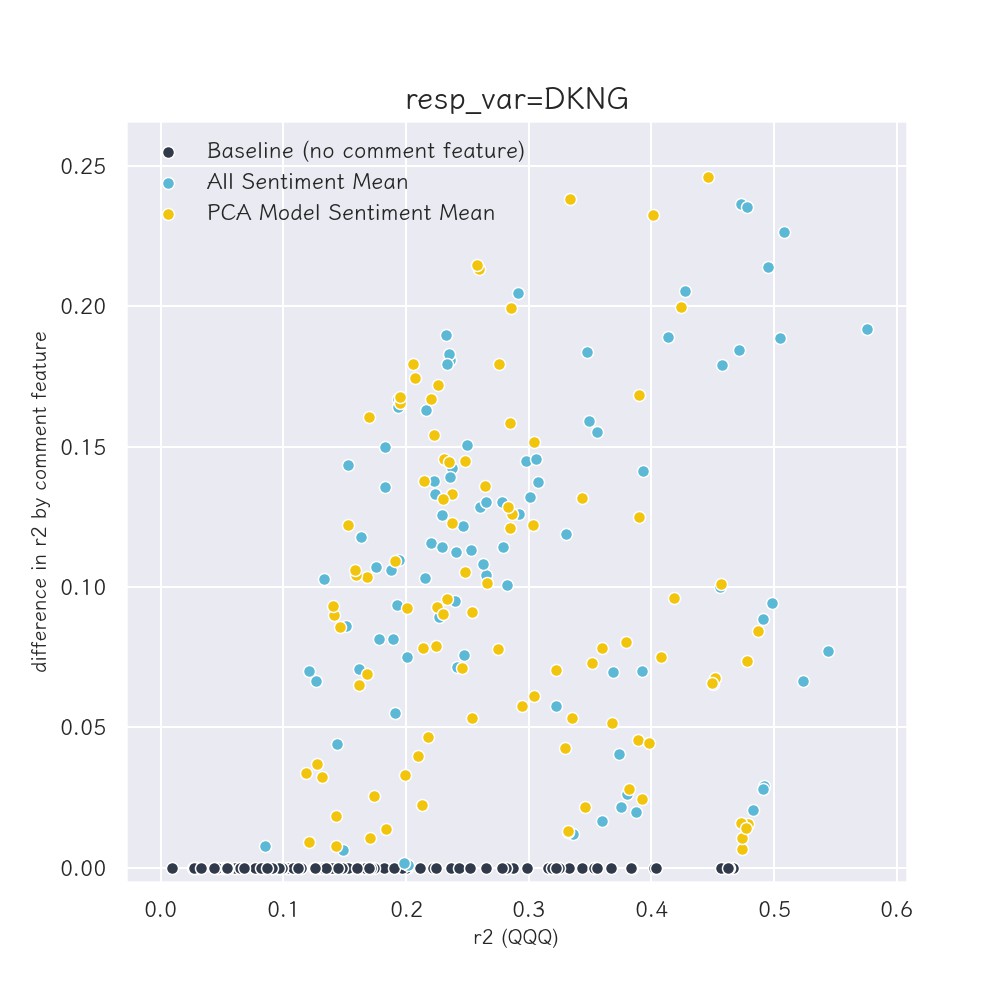 resp_var=DKNG
Baseline (no comment feature)
All Sentiment Mean
PCA Model Sentiment Mean
0.25
0.20
0.15
0.10
0.05
0.00
difference in r2 by comment feature
0.0 0.1 0.2 0.3 0.4 0.5 0.6
r2 (QQQ)